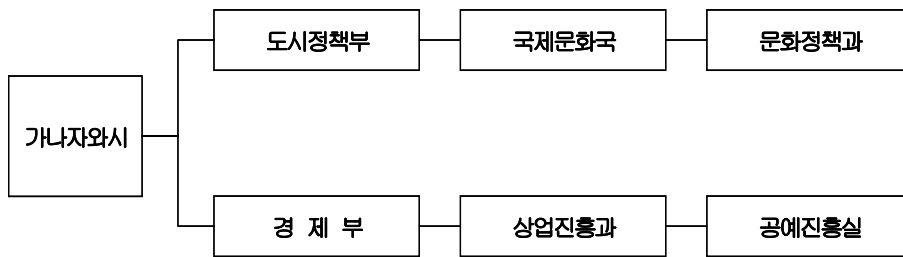 도시정책부
국제문화국
문화정책과
가나자와시
경 제 부
상업진흥과
공예진흥실